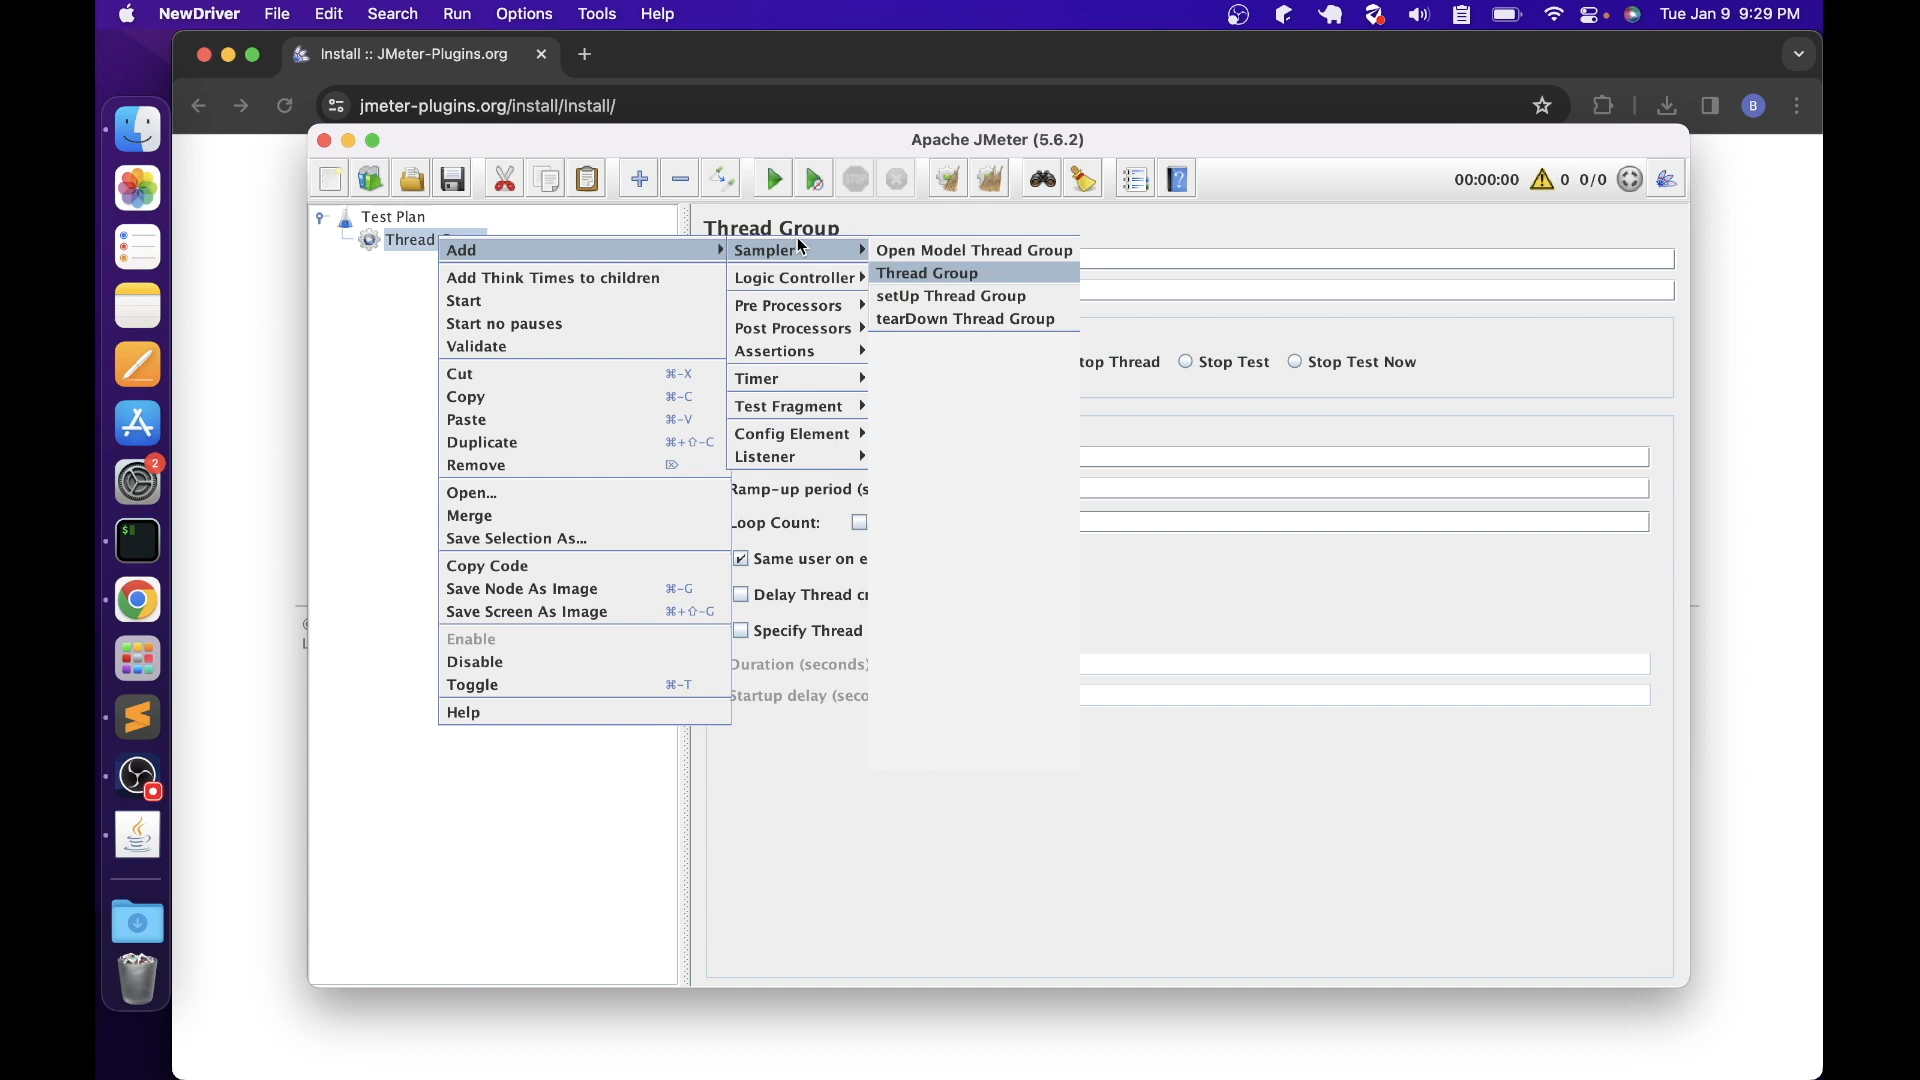 NewDriver File Edit Search Run Options Tools Help Tue Jan 9 9:29 PM
Install :: JMeter-Plugins.org
jmeter-plugins.org/install/Install/
B
Apache JMeter (5.6.2)
STOP
00:00:00 0 0/0
Test Plan
Thread
Thread Group
Add
Add Think Times to children
Start
Start no pauses
Validate
Cut ⌘-X
Copy ⌘-C
Paste ⌘-V
Duplicate ⌘+⇧-C
Remove ⌦
Open...
Merge
Save Selection As...
Copy Code
Save Node As Image ⌘-G
Save Screen As Image ⌘+⇧-G
Enable
Disable
Toggle ⌘-T
Help
Sampler
Logic Controller
Pre Processors
Post Processors
Assertions
Timer
Test Fragment
Config Element
Listener
Open Model Thread Group
Thread Group
setUp Thread Group
tearDown Thread Group
top Thread Stop Test Stop Test Now
Ramp-up period (s
Loop Count:
Same user on e
Delay Thread cr
Specify Thread
Duration (seconds)
Startup delay (seco
2
$